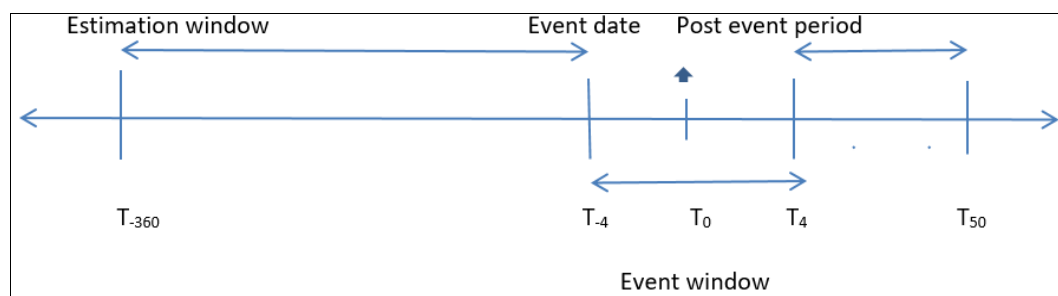 Estimation window Event date Post event period
T-360 T-4 T0 T4 T50
Event window